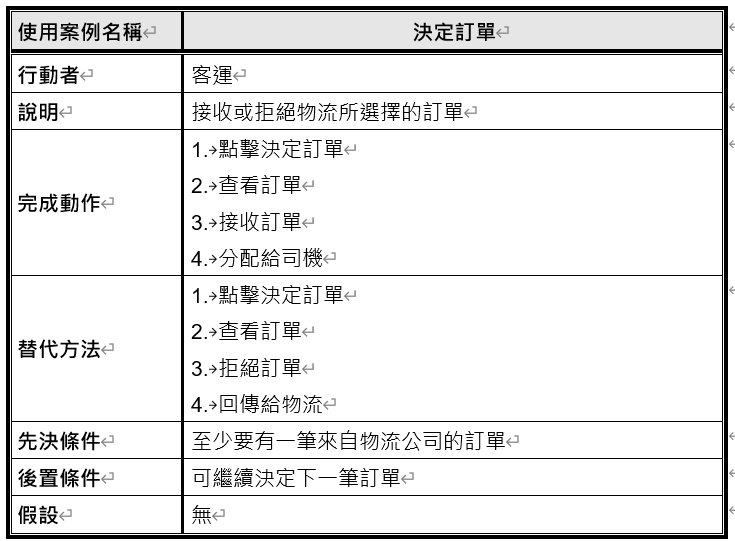 使用案例名稱 決定訂單
行動者 客運
說明 接收或拒絕物流所選擇的訂單
完成動作
1.點擊決定訂單
2.查看訂單
3.接收訂單
4.分配給司機
替代方法
1.點擊決定訂單
2.查看訂單
3.拒絕訂單
4.回傳給物流
先決條件 至少要有一筆來自物流公司的訂單
後置條件 可繼續決定下一筆訂單
假設 無